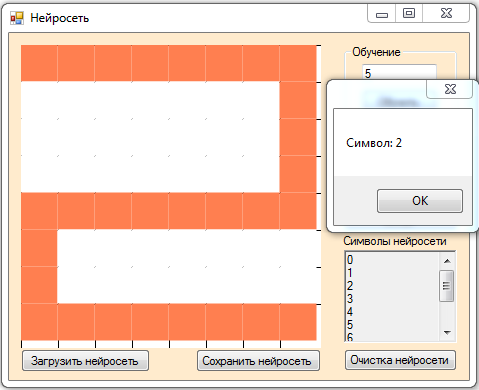 Нейросеть
Обучение
5
Символ: 2
OK
Символы нейросети
0
1
2
3
4
5
6
Загрузить нейросеть
Сохранить нейросеть
Очистка нейросети